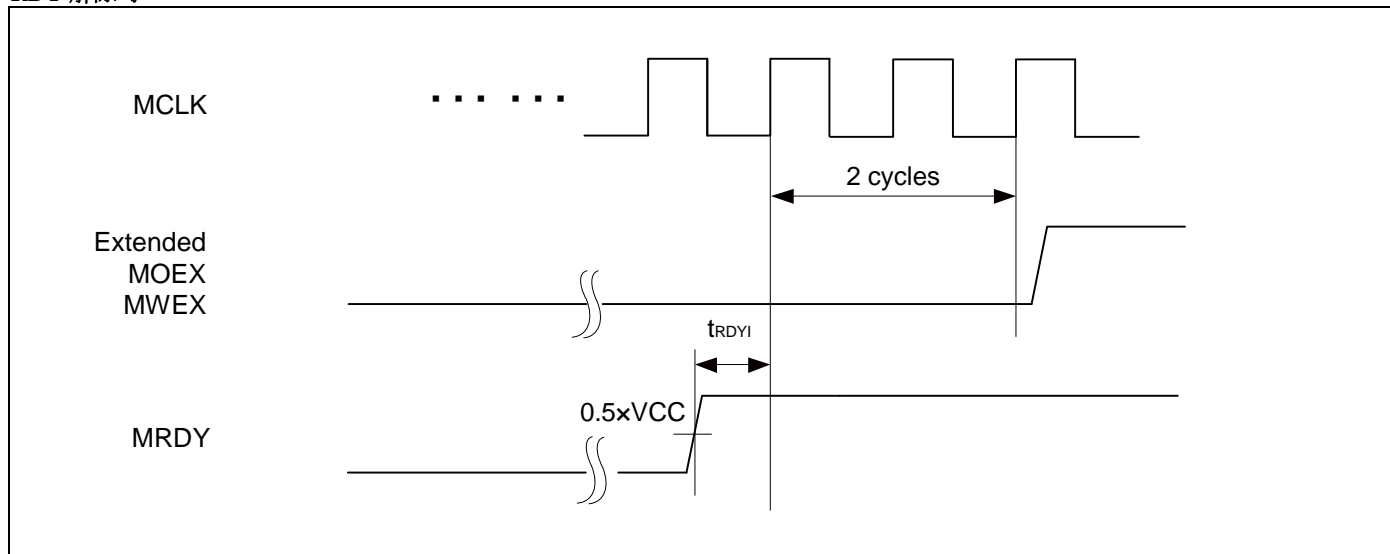 MCLK
... ...
2 cycles
Extended
MOEX
MWEX
tRDYI
0.5×VCC
MRDY